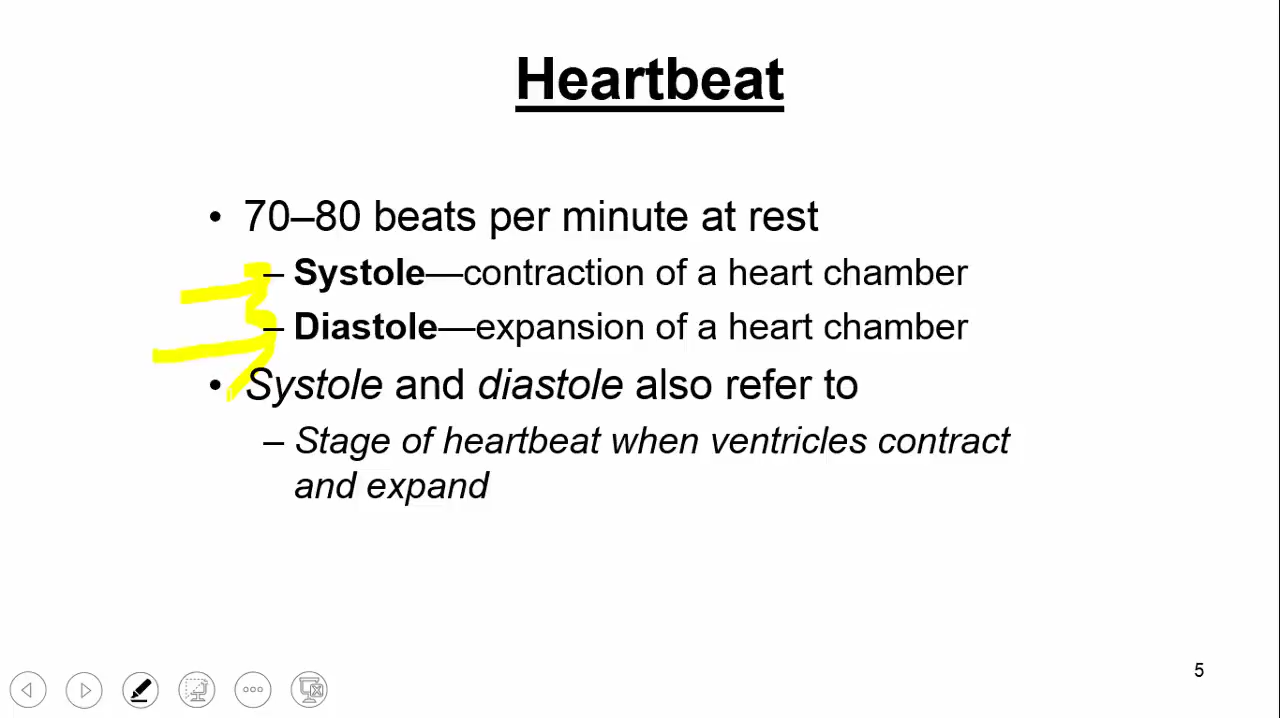 Heartbeat
• 70–80 beats per minute at rest
– Systole—contraction of a heart chamber
– Diastole—expansion of a heart chamber
• Systole and diastole also refer to
– Stage of heartbeat when ventricles contract
and expand
5